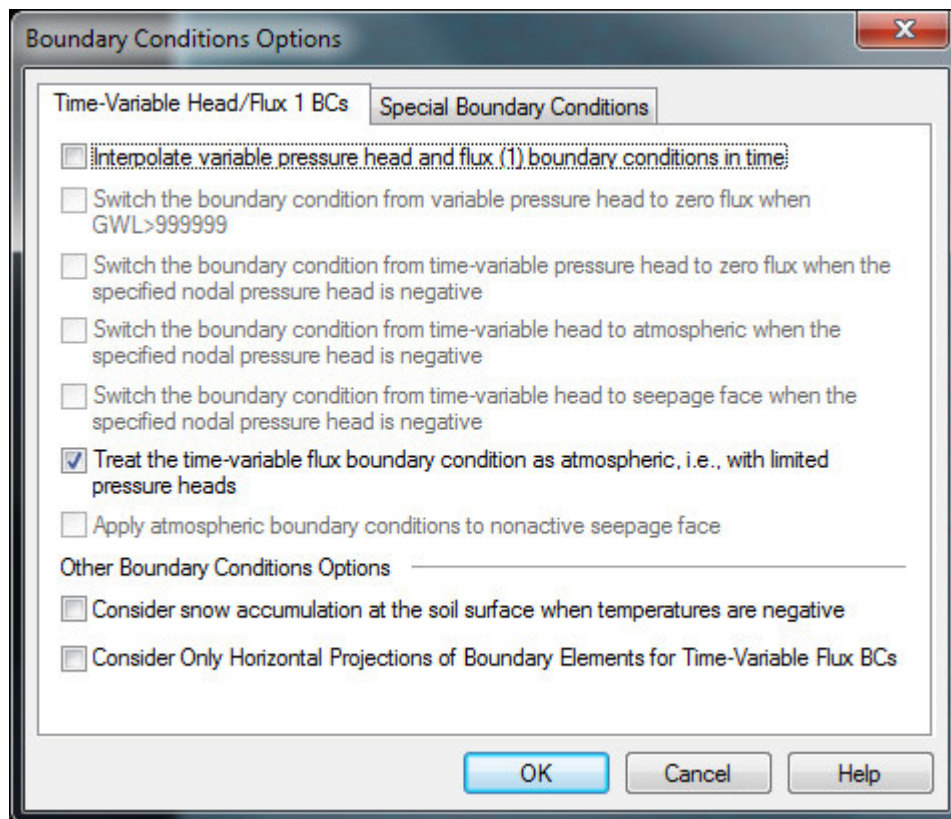 Boundary Conditions Options
Time-Variable Head/Flux 1 BCs
Special Boundary Conditions
Interpolate variable pressure head and flux (1) boundary conditions in time
Switch the boundary condition from variable pressure head to zero flux when
GWL>999999
Switch the boundary condition from time-variable pressure head to zero flux when the
specified nodal pressure head is negative
Switch the boundary condition from time-variable head to atmospheric when the
specified nodal pressure head is negative
Switch the boundary condition from time-variable head to seepage face when the
specified nodal pressure head is negative
Treat the time-variable flux boundary condition as atmospheric, i.e., with limited
pressure heads
Apply atmospheric boundary conditions to nonactive seepage face
Other Boundary Conditions Options
Consider snow accumulation at the soil surface when temperatures are negative
Consider Only Horizontal Projections of Boundary Elements for Time-Variable Flux BCs
OK
Cancel
Help